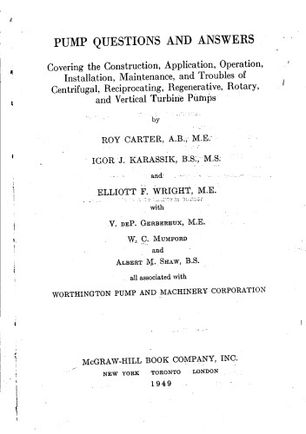 PUMP QUESTIONS AND ANSWERS
Covering the Construction, Application, Operation,
Installation, Maintenance, and Troubles of
Centrifugal, Reciprocating, Regenerative, Rotary,
and Vertical Turbine Pumps
by
ROY CARTER, A.B., M.E.
IGOR J. KARASSIK, B.S., M.S.
and
ELLIOTT F. WRIGHT, M.E.
with
V. DEP. GERBEREUX, M.E.
W. C. MUMFORD
and
ALBERT M. SHAW, B.S.
all associated with
WORTHINGTON PUMP AND MACHINERY CORPORATION
McGRAW-HILL BOOK COMPANY, INC.
NEW YORK TORONTO LONDON
1949